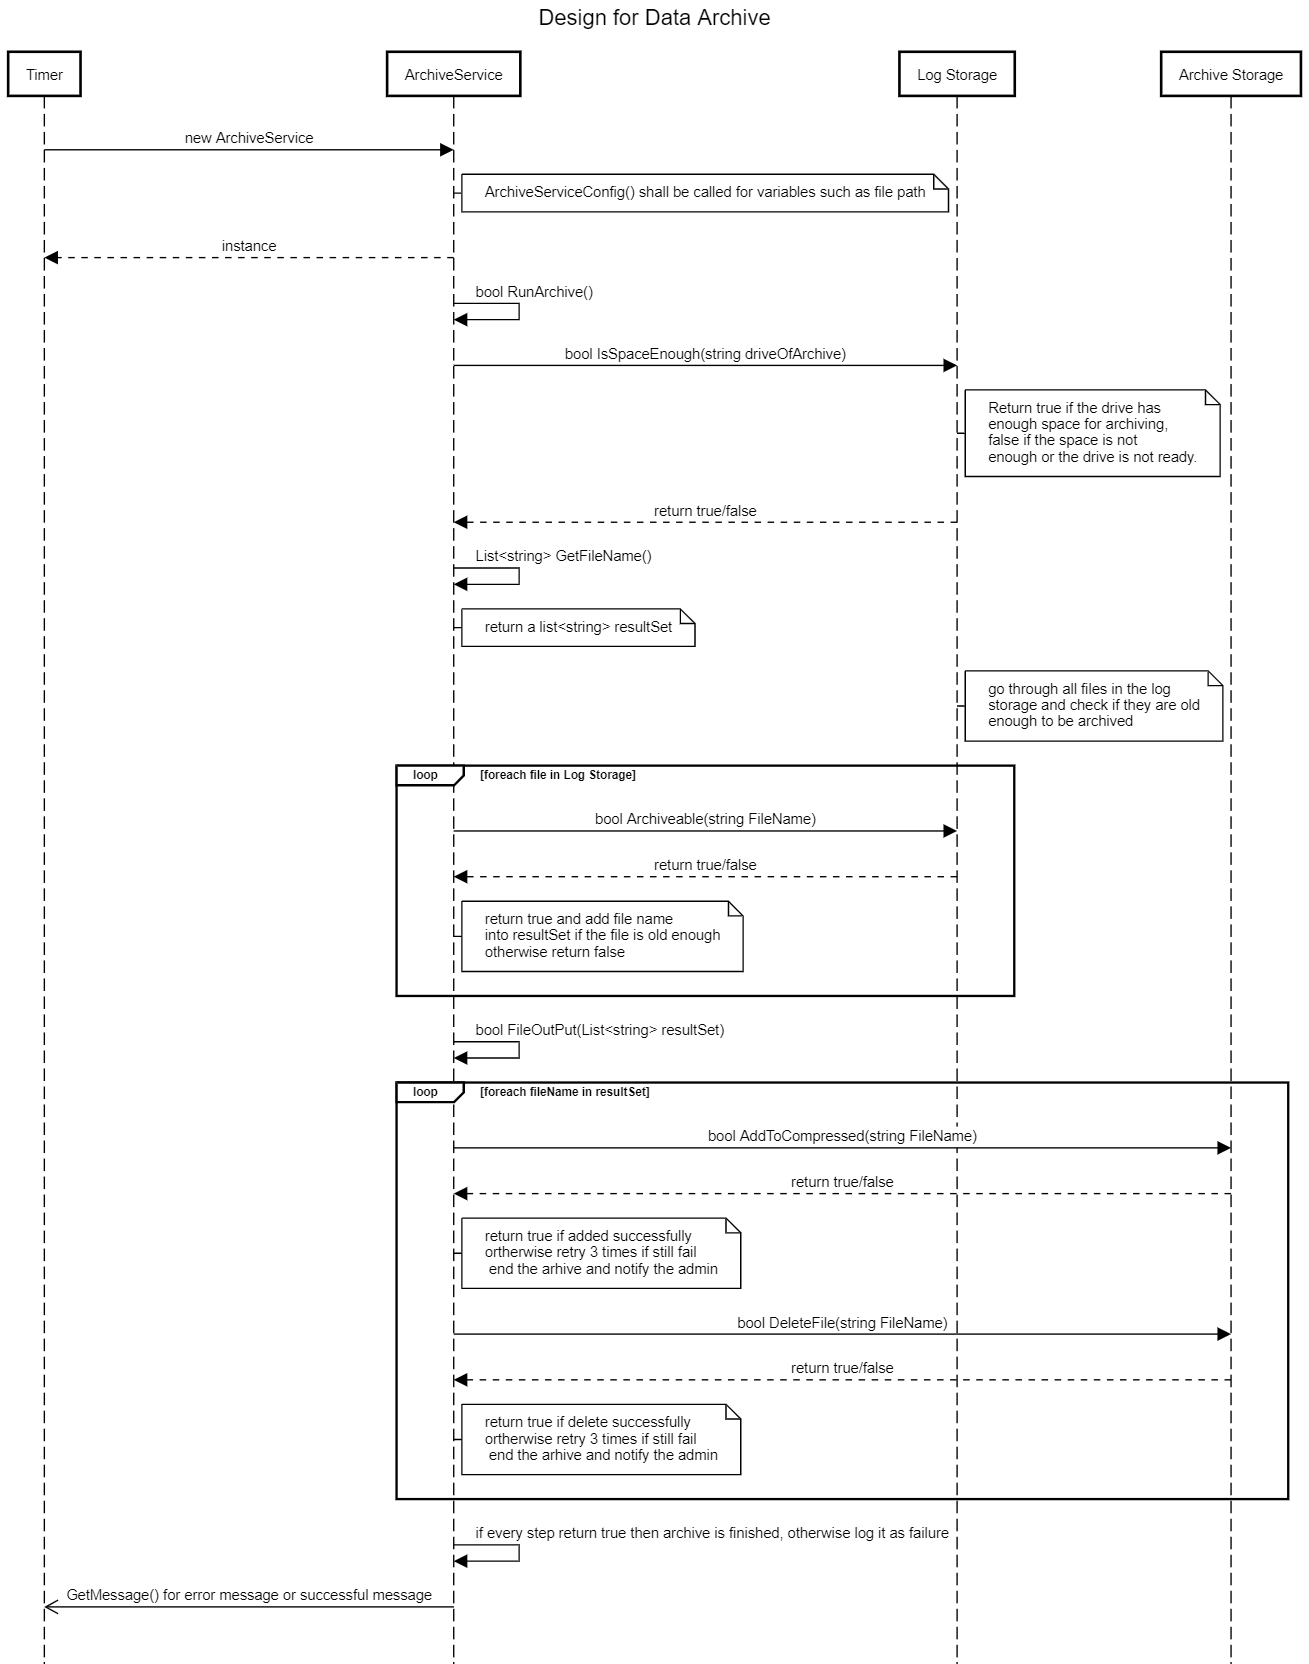 Design for Data Archive
Timer
ArchiveService
Log Storage
Archive Storage
new ArchiveService
ArchiveServiceConfig() shall be called for variables such as file path
instance
bool RunArchive()
bool IsSpaceEnough(string driveOfArchive)
Return true if the drive has
enough space for archiving,
false if the space is not
enough or the drive is not ready.
return true/false
List<string> GetFileName()
return a list<string> resultSet
go through all files in the log
storage and check if they are old
enough to be archived
loop
[foreach file in Log Storage]
bool Archiveable(string FileName)
return true/false
return true and add file name
into resultSet if the file is old enough
otherwise return false
bool FileOutPut(List<string> resultSet)
loop
[foreach fileName in resultSet]
bool AddToCompressed(string FileName)
return true/false
return true if added successfully
ortherwise retry 3 times if still fail
end the arhive and notify the admin
bool DeleteFile(string FileName)
return true/false
return true if delete successfully
ortherwise retry 3 times if still fail
end the arhive and notify the admin
if every step return true then archive is finished, otherwise log it as failure
GetMessage() for error message or successful message